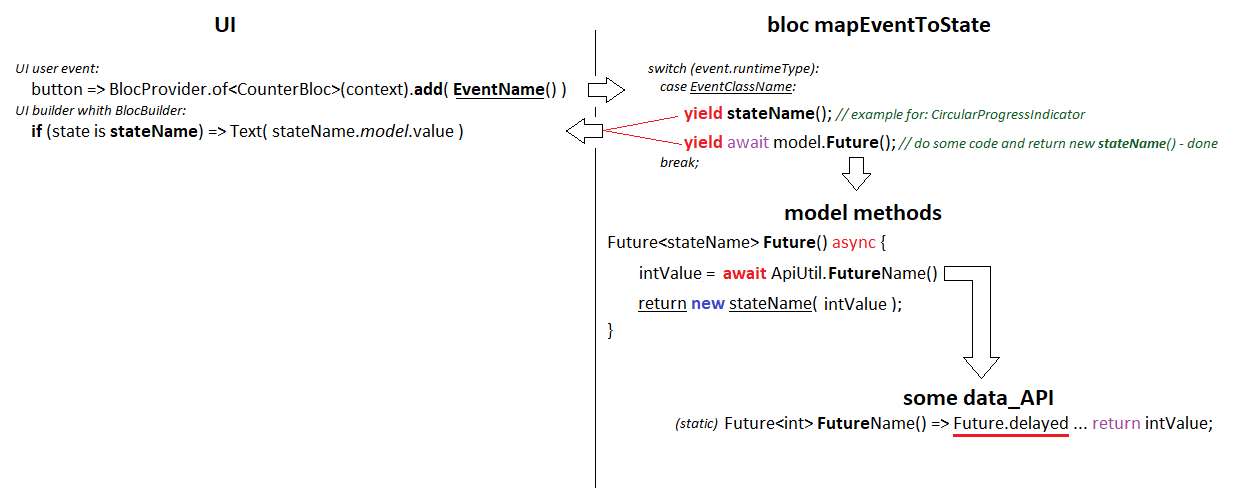 UI
UI user event:
button => BlocProvider.of<CounterBloc>(context).add( EventName() )
UI builder whith BlocBuilder:
if (state is stateName) => Text( stateName.model.value )
bloc mapEventToState
switch (event.runtimeType):
case EventClassName:
yield stateName(); // example for: CircularProgressIndicator
yield await model.Future(); // do some code and return new stateName() - done
break;
model methods
Future<stateName> Future() async {
intValue = await ApiUtil.FutureName()
return new stateName( intValue );
}
some data_API
(static) Future<int> FutureName() => Future.delayed ... return intValue;